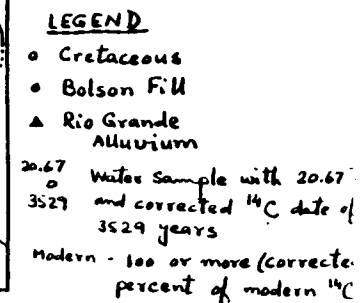 LEGEND
Cretaceous
Bolson Fill
Rio Grande
Alluvium
20.67 Water sample with 20.67
3529 and corrected ¹⁴C date of
3529 years
Modern - 100 or more (correcte
percent of modern ¹⁴C